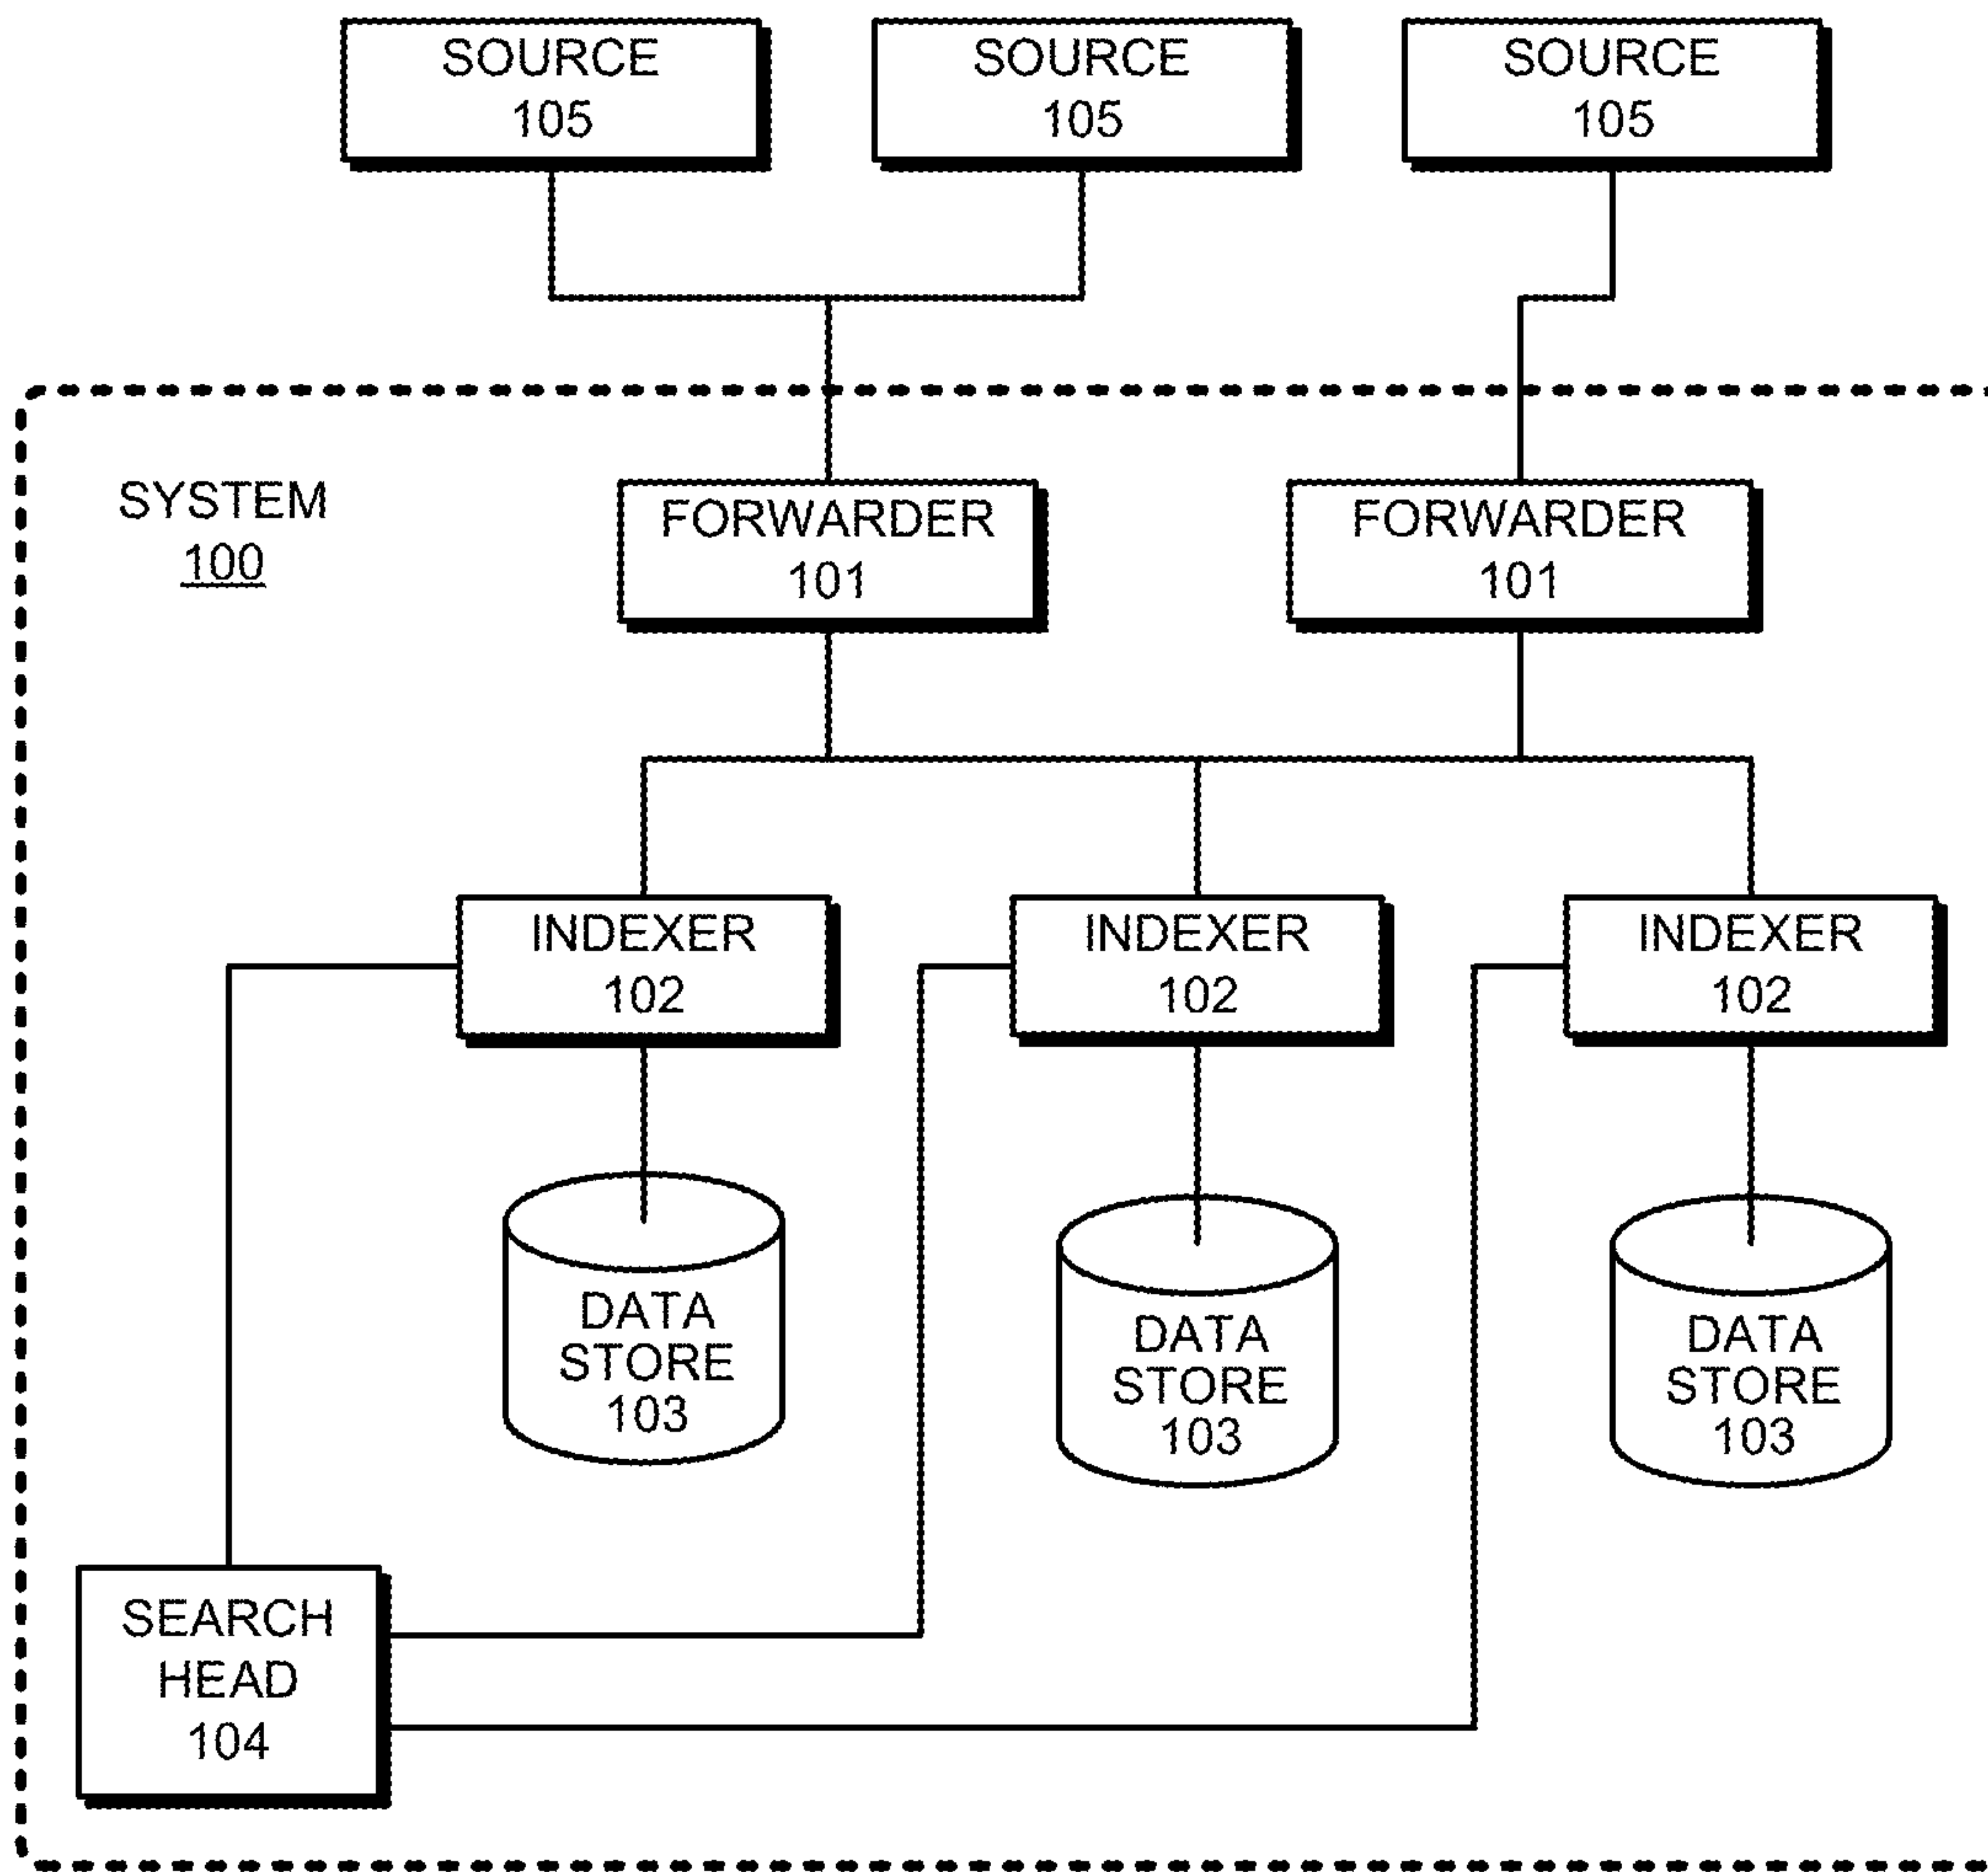 SOURCE
105
SOURCE
105
SOURCE
105
SYSTEM
100
FORWARDER
101
FORWARDER
101
INDEXER
102
INDEXER
102
INDEXER
102
DATA
STORE
103
DATA
STORE
103
DATA
STORE
103
SEARCH
HEAD
104